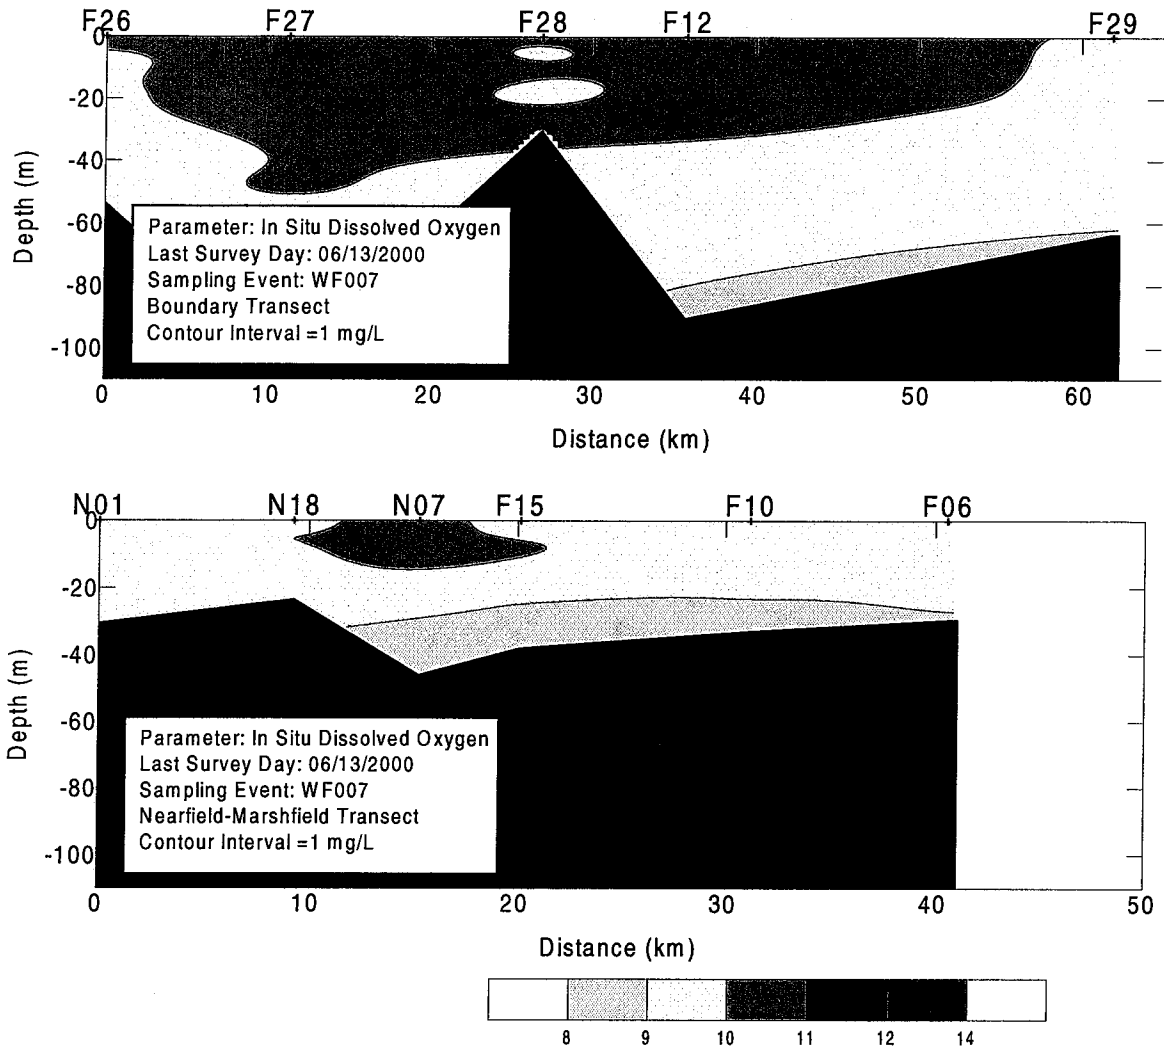 F26 F27 F28 F12 F29
0
-20
-40
-60
-80
-100
Depth (m)
Parameter: In Situ Dissolved Oxygen
Last Survey Day: 06/13/2000
Sampling Event: WF007
Boundary Transect
Contour Interval =1 mg/L
0 10 20 30 40 50 60
Distance (km)
N01 N18 N07 F15 F10 F06
0
-20
-40
-60
-80
-100
Depth (m)
Parameter: In Situ Dissolved Oxygen
Last Survey Day: 06/13/2000
Sampling Event: WF007
Nearfield-Marshfield Transect
Contour Interval =1 mg/L
0 10 20 30 40 50
Distance (km)
8 9 10 11 12 14